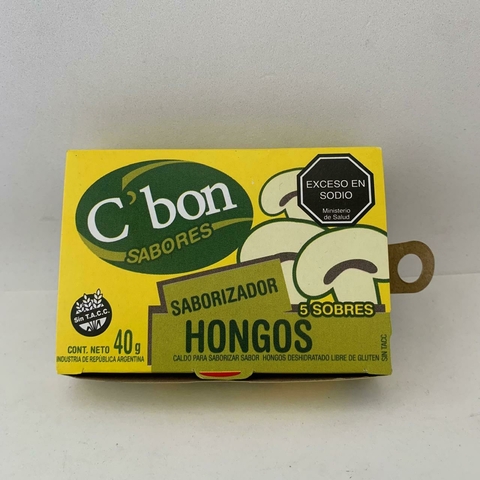 C'bon
SABORES
EXCESO EN
SODIO
Ministerio
de Salud
SABORIZADOR
5 SOBRES
HONGOS
Sin T.A.C.C.
CONT. NETO 40g
INDUSTRIA DE REPÚBLICA ARGENTINA
CALDO PARA SABORIZAR SABOR HONGOS DESHIDRATADO LIBRE DE GLUTEN
SIN TACC